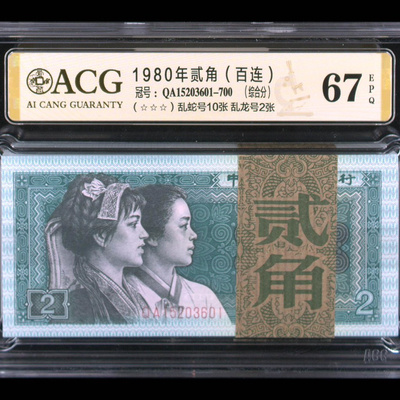 ACG
AI CANG GUARANTY
1980年贰角（百连）
冠号：QA15203601-700 （综合分）
（☆☆☆）乱蛇号10张 乱龙号2张
67
EPQ
中
行
贰角
2
QA15203601
2